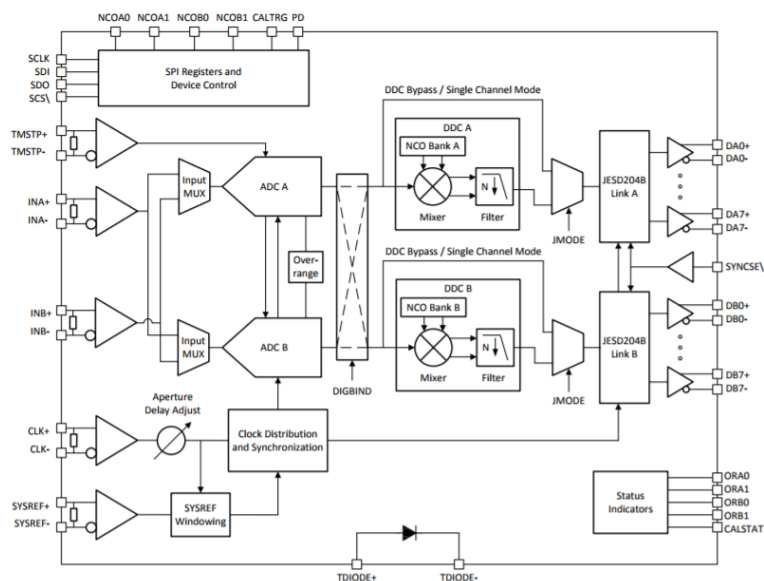 NCOA0 NCOA1 NCOB0 NCOB1 CALTRG PD
SCLK
SDI
SDO
SCS\
SPI Registers and
Device Control
TMSTP+
TMSTP-
INA+
INA-
Input
MUX
ADC A
Over-
range
DDC Bypass / Single Channel Mode
DDC A
NCO Bank A
N
Mixer
Filter
JMODE
JESD204B
Link A
DA0+
DA0-
DA7+
DA7-
SYNCSE\
INB+
INB-
Input
MUX
ADC B
DIGBIND
DDC Bypass / Single Channel Mode
DDC B
NCO Bank B
N
Mixer
Filter
JMODE
JESD204B
Link B
DB0+
DB0-
DB7+
DB7-
Aperture
Delay Adjust
CLK+
CLK-
Clock Distribution
and Synchronization
SYSREF+
SYSREF-
SYSREF
Windowing
Status
Indicators
ORA0
ORA1
ORB0
ORB1
CALSTAT
TDIODE+
TDIODE-